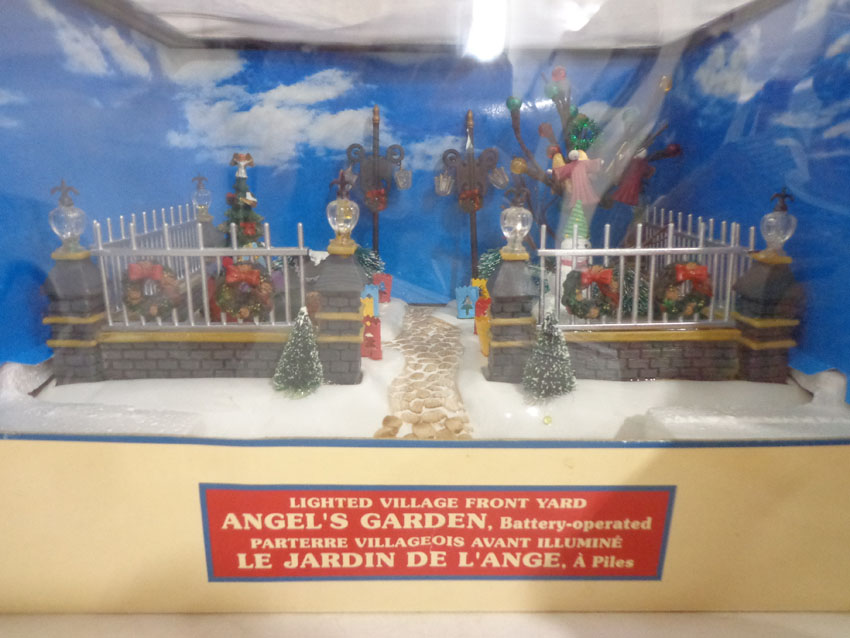 LIGHTED VILLAGE FRONT YARD
ANGEL'S GARDEN, Battery-operated
PARTERRE VILLAGEOIS AVANT ILLUMINÉ
LE JARDIN DE L'ANGE, À Piles